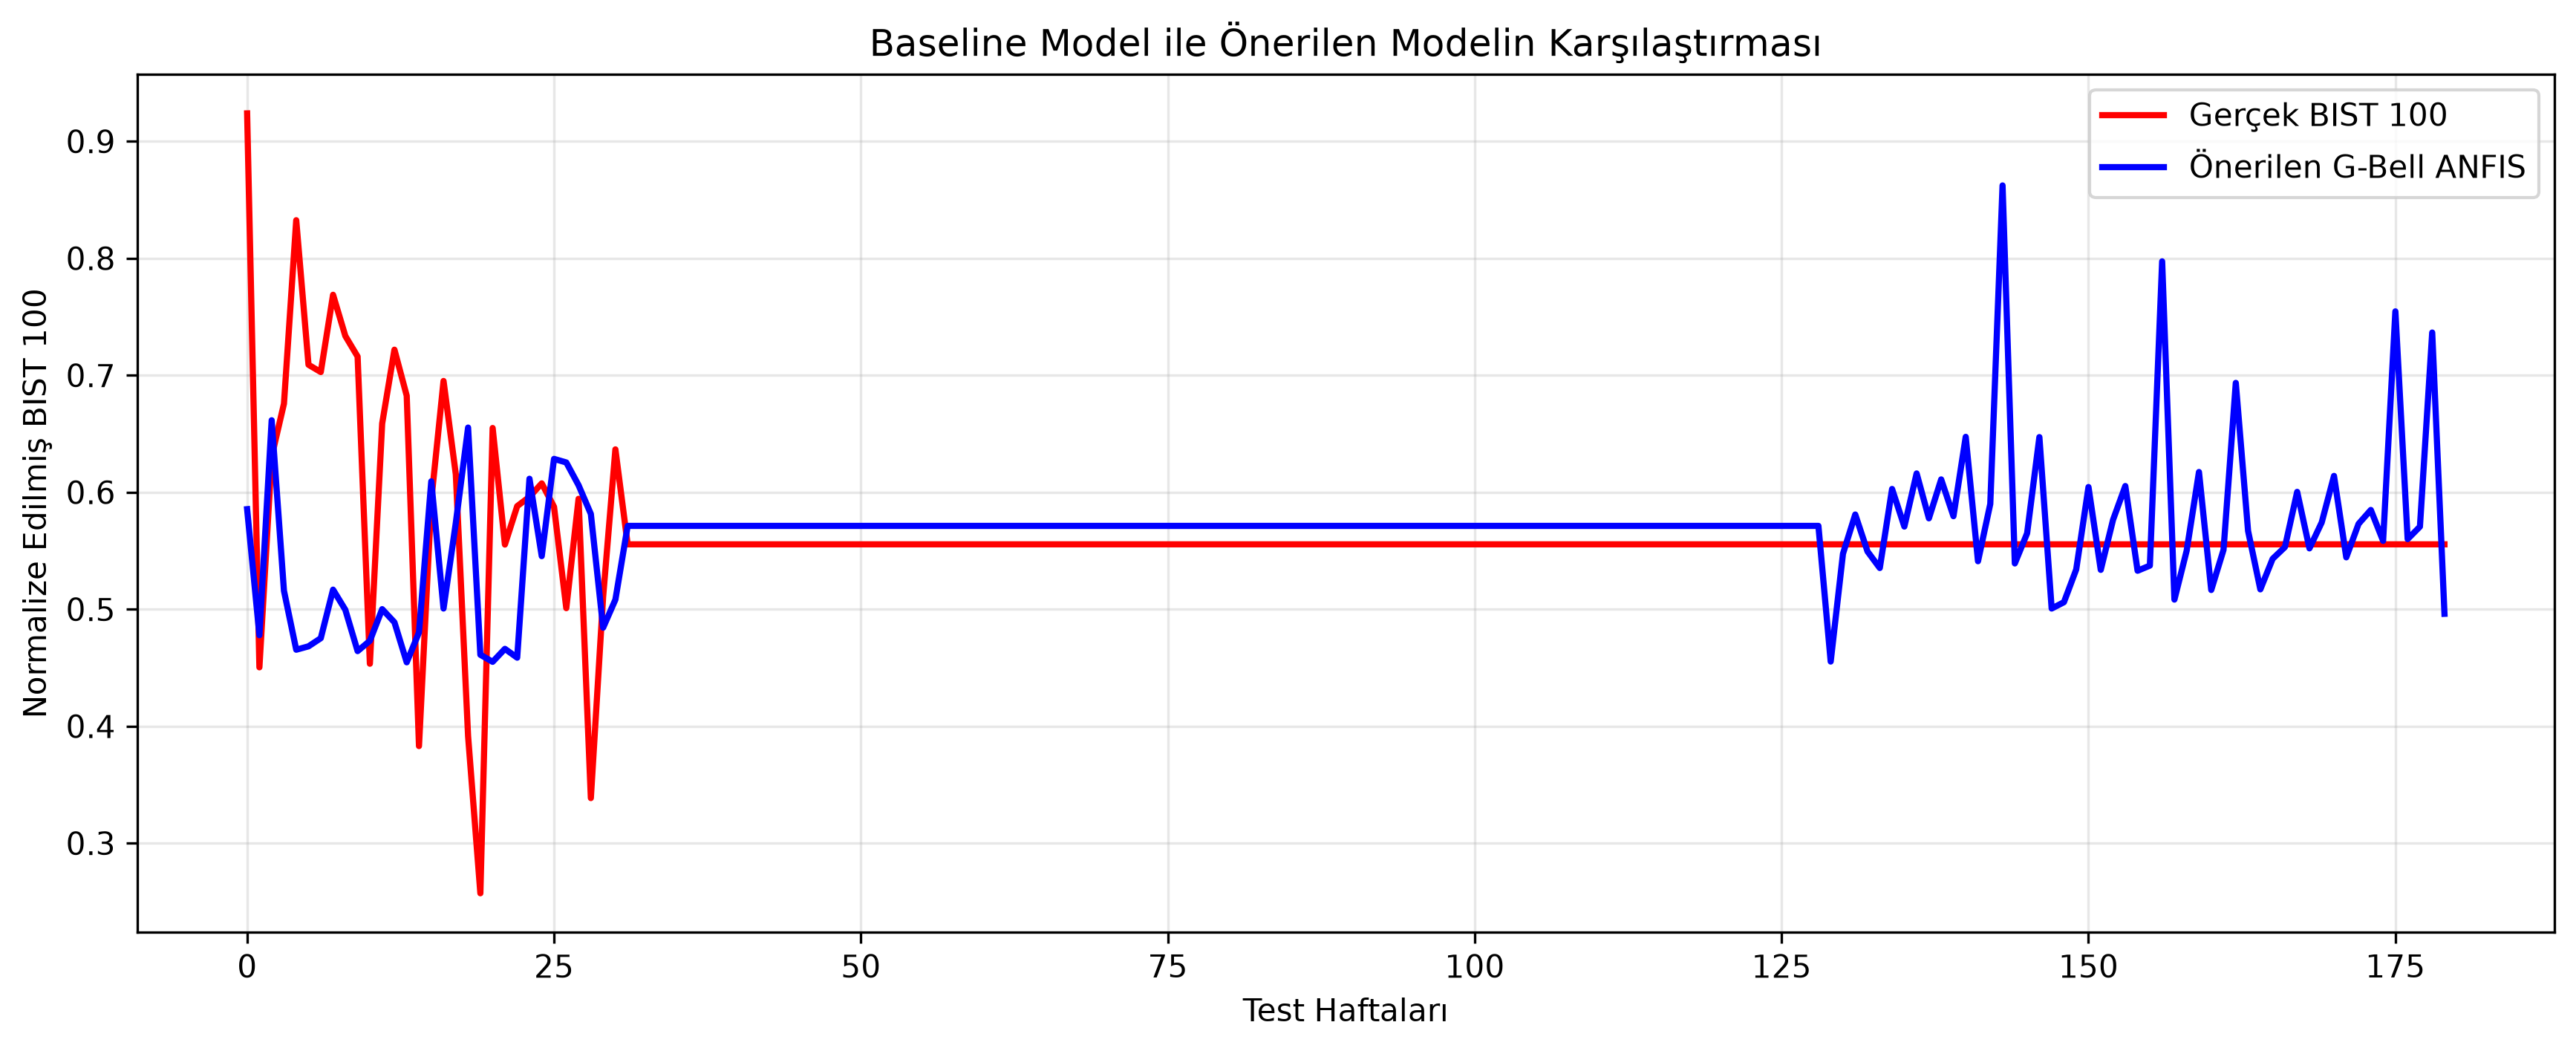 Baseline Model ile Önerilen Modelin Karşılaştırması
Gerçek BIST 100
Önerilen G-Bell ANFIS
Normalize Edilmiş BIST 100
0.9
0.8
0.7
0.6
0.5
0.4
0.3
0 25 50 75 100 125 150 175
Test Haftaları